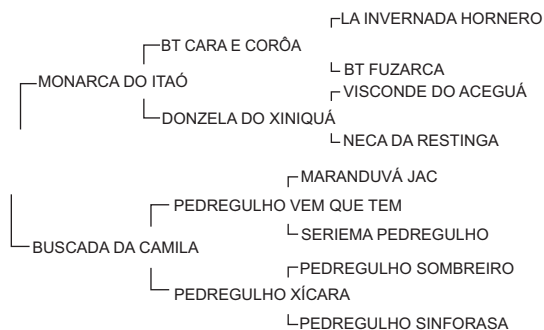 LA INVERNADA HORNERO
BT CARA E CORÔA
BT FUZARCA
MONARCA DO ITAÓ
VISCONDE DO ACEGUÁ
DONZELA DO XINIQUÁ
NECA DA RESTINGA
MARANDUVÁ JAC
PEDREGULHO VEM QUE TEM
SERIEMA PEDREGULHO
BUSCADA DA CAMILA
PEDREGULHO SOMBREIRO
PEDREGULHO XÍCARA
PEDREGULHO SINFORASA